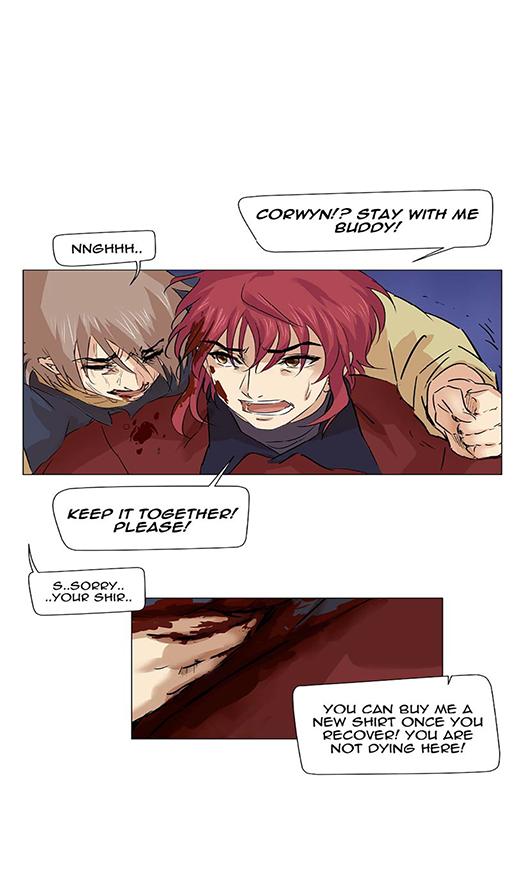 CORWYN!? STAY WITH ME
BUDDY!
NNGHHH..
KEEP IT TOGETHER!
PLEASE!
S..SORRY..
..YOUR SHIR..
YOU CAN BUY ME A
NEW SHIRT ONCE YOU
RECOVER! YOU ARE
NOT DYING HERE!